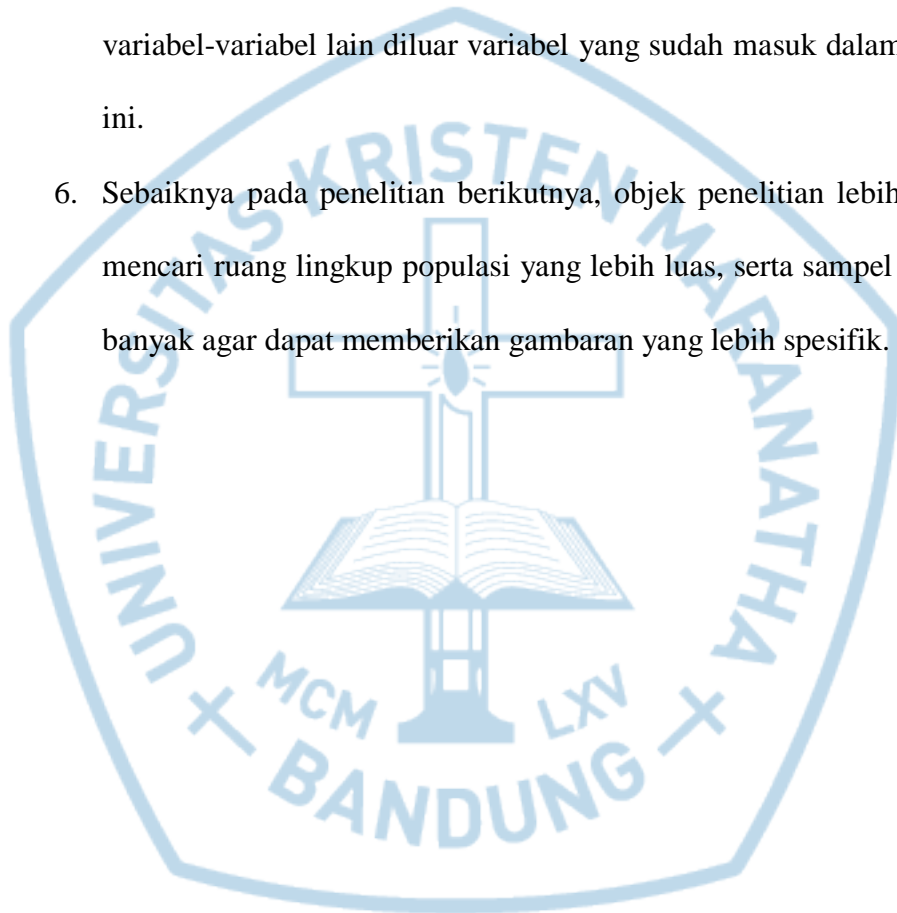 variabel-variabel lain diluar variabel yang sudah masuk dalam
ini.
6. Sebaiknya pada penelitian berikutnya, objek penelitian lebih
mencari ruang lingkup populasi yang lebih luas, serta sampel
banyak agar dapat memberikan gambaran yang lebih spesifik.
UNIVERSITAS KRISTEN MARANATHA
MCM LXV
+ BANDUNG +